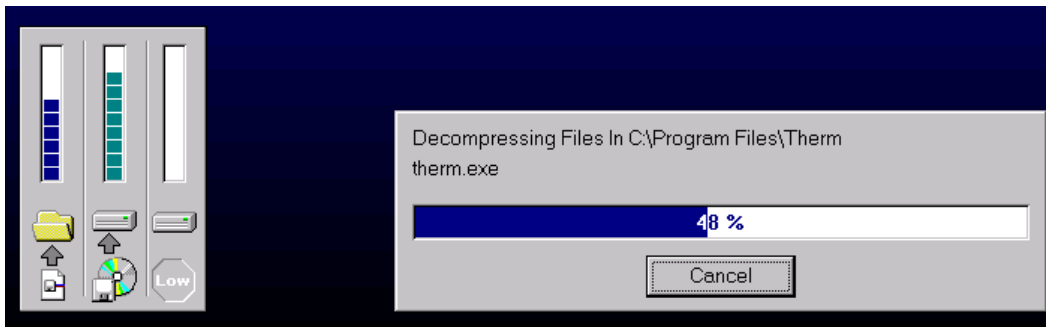 Decompressing Files In C:\Program Files\Therm
therm.exe
48 %
Cancel
Low